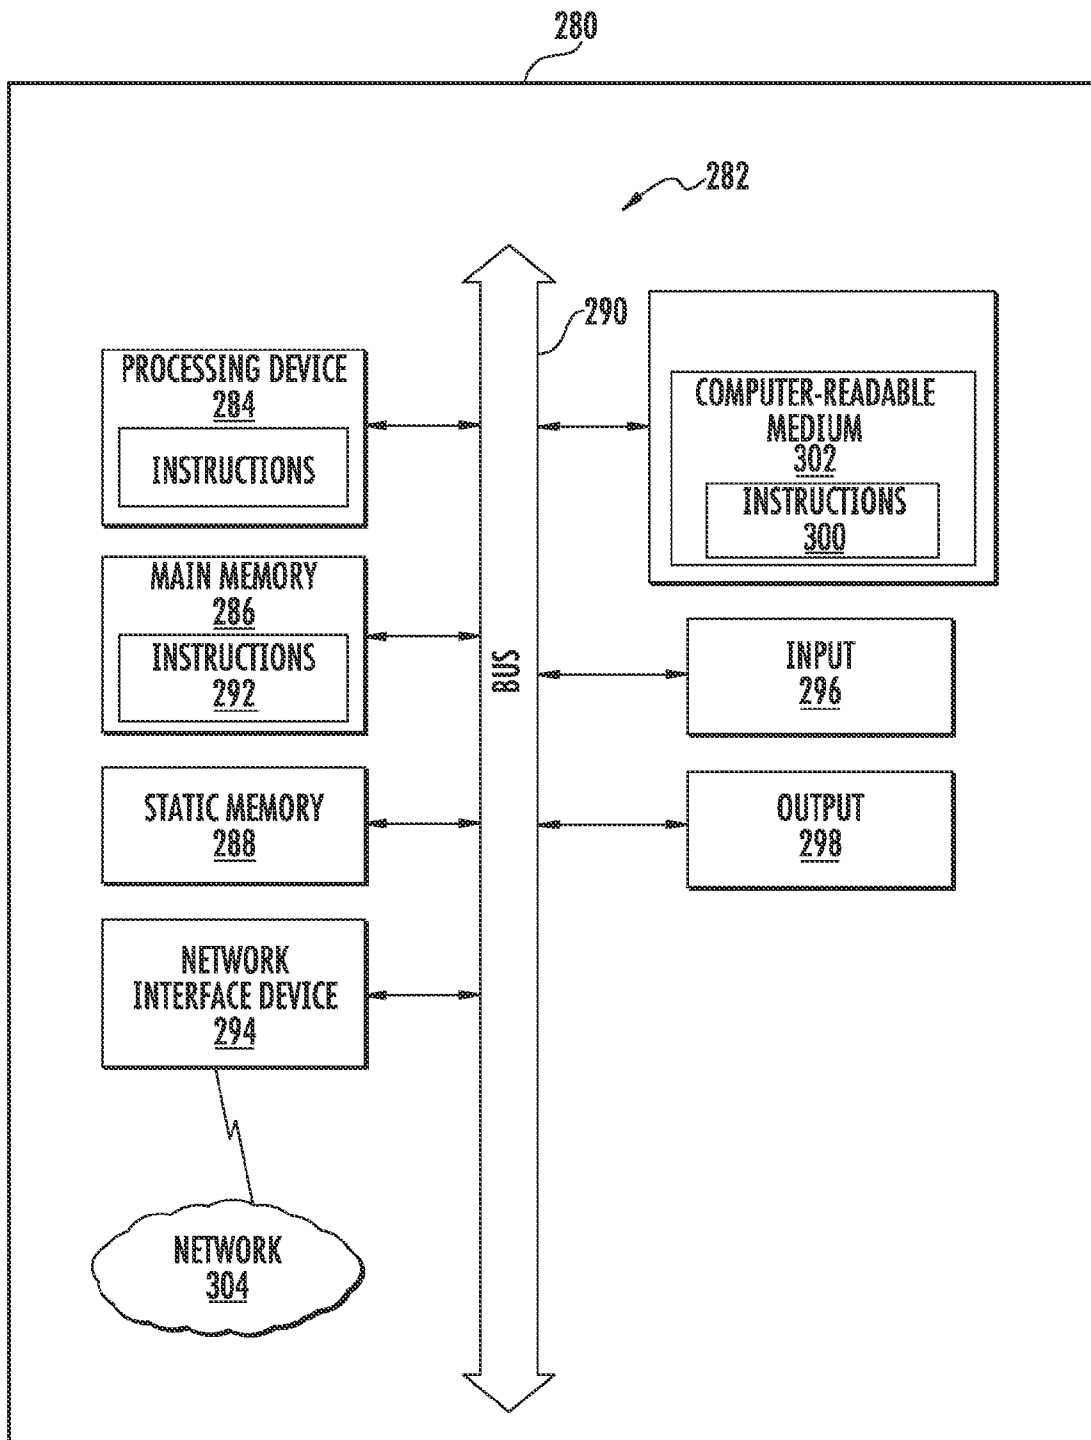 280
282
290
PROCESSING DEVICE
284
INSTRUCTIONS
COMPUTER-READABLE
MEDIUM
302
INSTRUCTIONS
300
MAIN MEMORY
286
INSTRUCTIONS
292
BUS
INPUT
296
STATIC MEMORY
288
OUTPUT
298
NETWORK
INTERFACE DEVICE
294
NETWORK
304